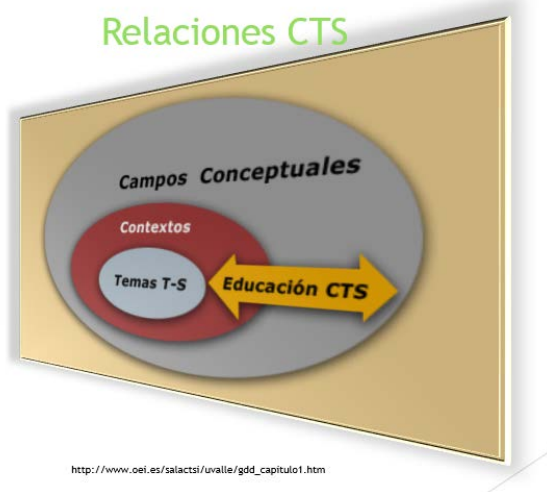 Relaciones CTS
Campos Conceptuales
Contextos
Temas T-S
Educación CTS
http://www.oei.es/salactsi/uvalle/gdd_capitulo1.htm